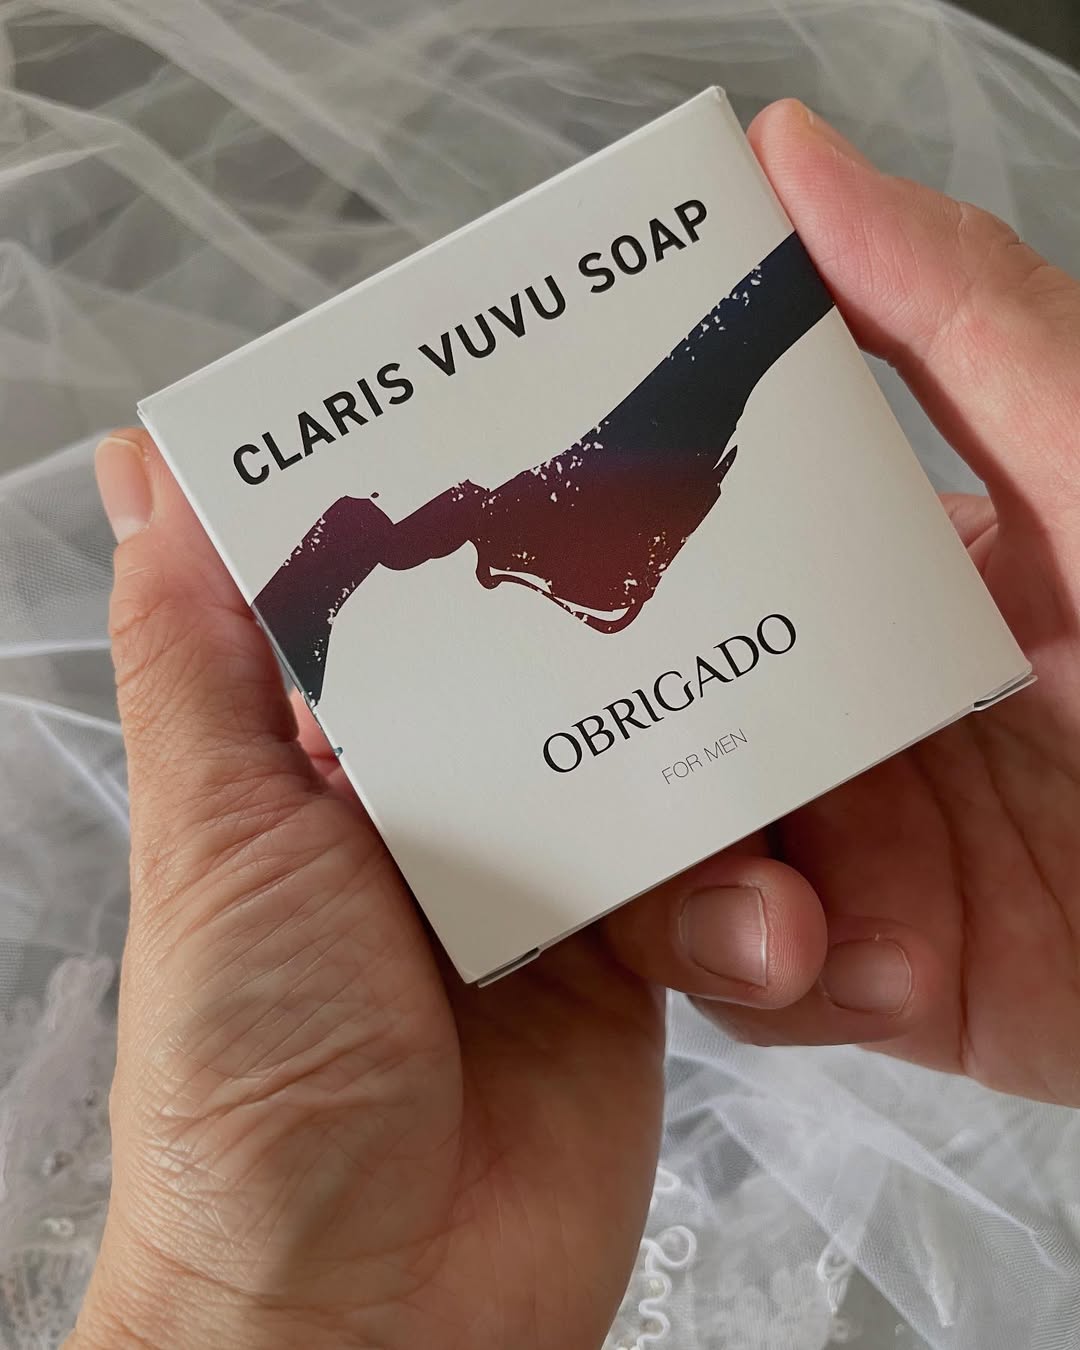 CLARIS VUVU SOAP
OBRIGADO
FOR MEN